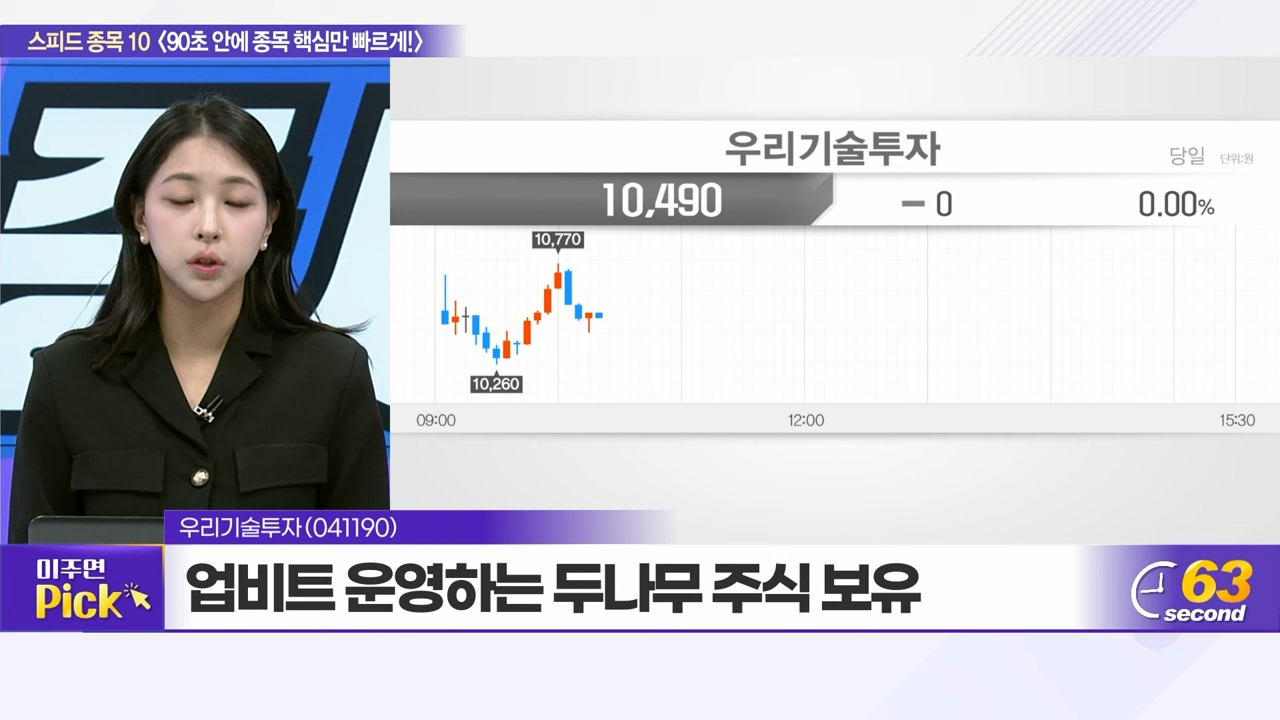 스피드 종목 10 <90초 안에 종목 핵심만 빠르게!>
우리기술투자
당일 단위:원
10,490 - 0 0.00%
10,770
10,260
09:00 12:00 15:30
우리기술투자(041190)
미주면
Pick
업비트 운영하는 두나무 주식 보유
63
second